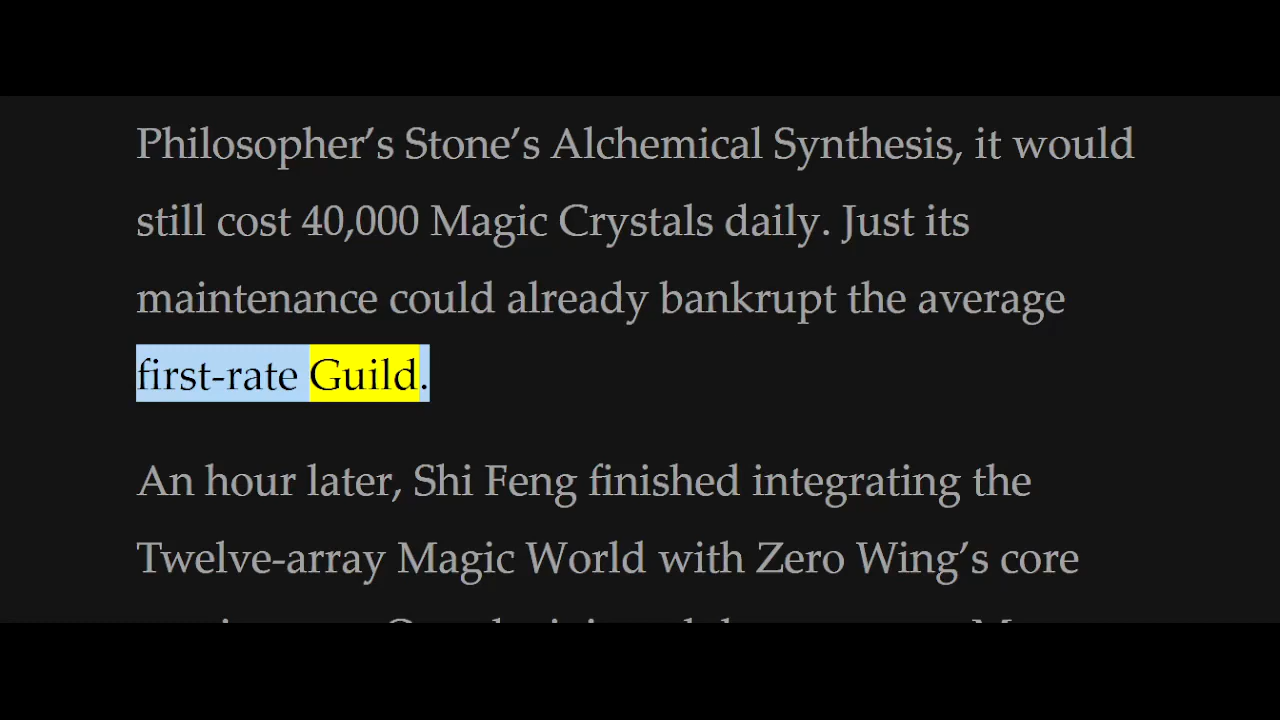 Philosopher’s Stone’s Alchemical Synthesis, it would
still cost 40,000 Magic Crystals daily. Just its
maintenance could already bankrupt the average
first-rate Guild.
An hour later, Shi Feng finished integrating the
Twelve-array Magic World with Zero Wing’s core